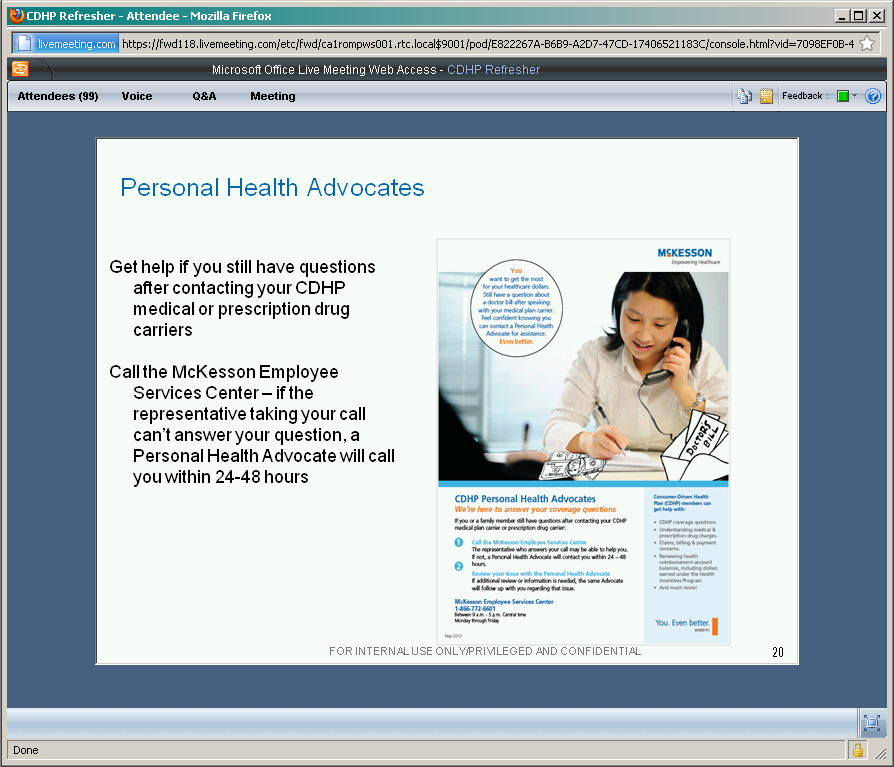 CDHP Refresher - Attendee - Mozilla Firefox
livemeeting.com https://fwd118.livemeeting.com/etc/fwd/ca1rompws001.rtc.local$9001/pod/E822267A-B6B9-A2D7-47CD-17406521183C/console.html?vid=7098EF0B-4
Microsoft Office Live Meeting Web Access - CDHP Refresher
Attendees (99) Voice Q&A Meeting Feedback :
Personal Health Advocates
Get help if you still have questions
after contacting your CDHP
medical or prescription drug
carriers
Call the McKesson Employee
Services Center – if the
representative taking your call
can't answer your question, a
Personal Health Advocate will call
you within 24-48 hours
McKESSON
Empowering Healthcare
You
want to get the most
for your healthcare dollars.
Still have a question about
a doctor bill after speaking
with your medical plan carrier.
Feel confident knowing you
can contact a Personal Health
Advocate for assistance.
Even better.
DOCTOR'S
BILL
CDHP Personal Health Advocates
We're here to answer your coverage questions
If you or a family member still have questions after contacting your CDHP
medical plan carrier or prescription drug carrier:
1 Call the McKesson Employee Services Center
The representative who answers your call may be able to help you.
If not, a Personal Health Advocate will contact you within 24 – 48
hours.
2 Review your issue with the Personal Health Advocate
If additional review or information is needed, the same Advocate
will follow up with you regarding that issue.
McKesson Employee Services Center
1-866-772-6601
Between 9 a.m. - 5 p.m. Central time
Monday through Friday
May 2010
Consumer-Driven Health
Plan (CDHP) members can
get help with:
• CDHP coverage questions.
• Understanding medical &
prescription drug charges.
• Claims, billing & payment
concerns.
• Reviewing health
reimbursement account
balances, including dollars
earned under the Health
Incentives Program.
• And much more!
You. Even better.
BENEFITS
FOR INTERNAL USE ONLY/PRIVILEGED AND CONFIDENTIAL
20
Done